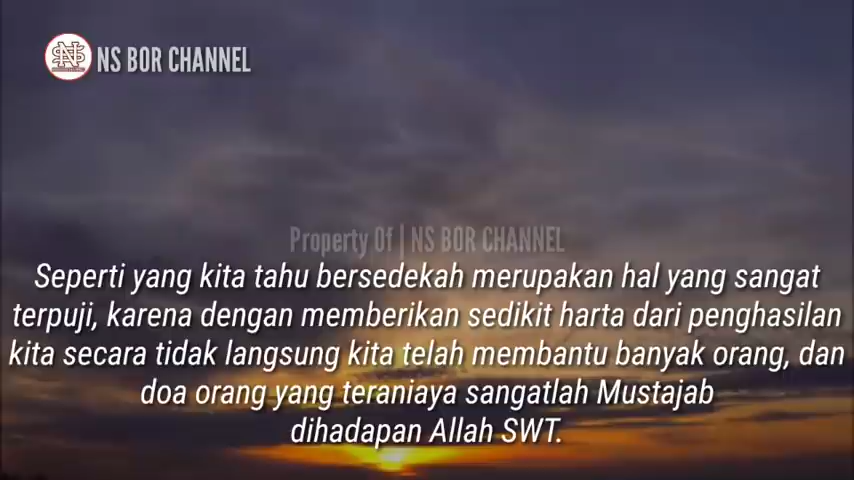 NS BOR CHANNEL
Property Of | NS BOR CHANNEL
Seperti yang kita tahu bersedekah merupakan hal yang sangat
terpuji, karena dengan memberikan sedikit harta dari penghasilan
kita secara tidak langsung kita telah membantu banyak orang, dan
doa orang yang teraniaya sangatlah Mustajab
dihadapan Allah SWT.